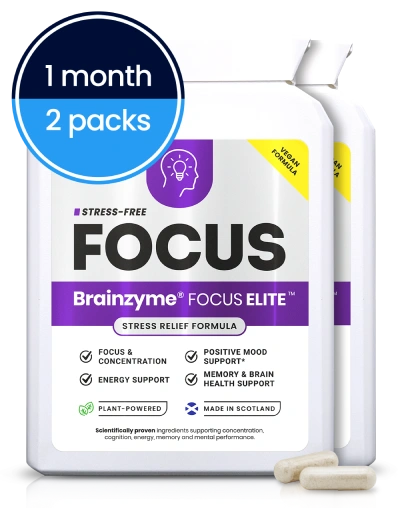 1 month
2 packs
VEGAN
FORMULA
STRESS-FREE
FOCUS
Brainzyme® FOCUS ELITE™
STRESS RELIEF FORMULA
FOCUS &
CONCENTRATION
POSITIVE MOOD
SUPPORT*
ENERGY SUPPORT
MEMORY & BRAIN
HEALTH SUPPORT
PLANT-POWERED
MADE IN SCOTLAND
Scientifically proven ingredients supporting concentration,
cognition, energy, memory and mental performance.